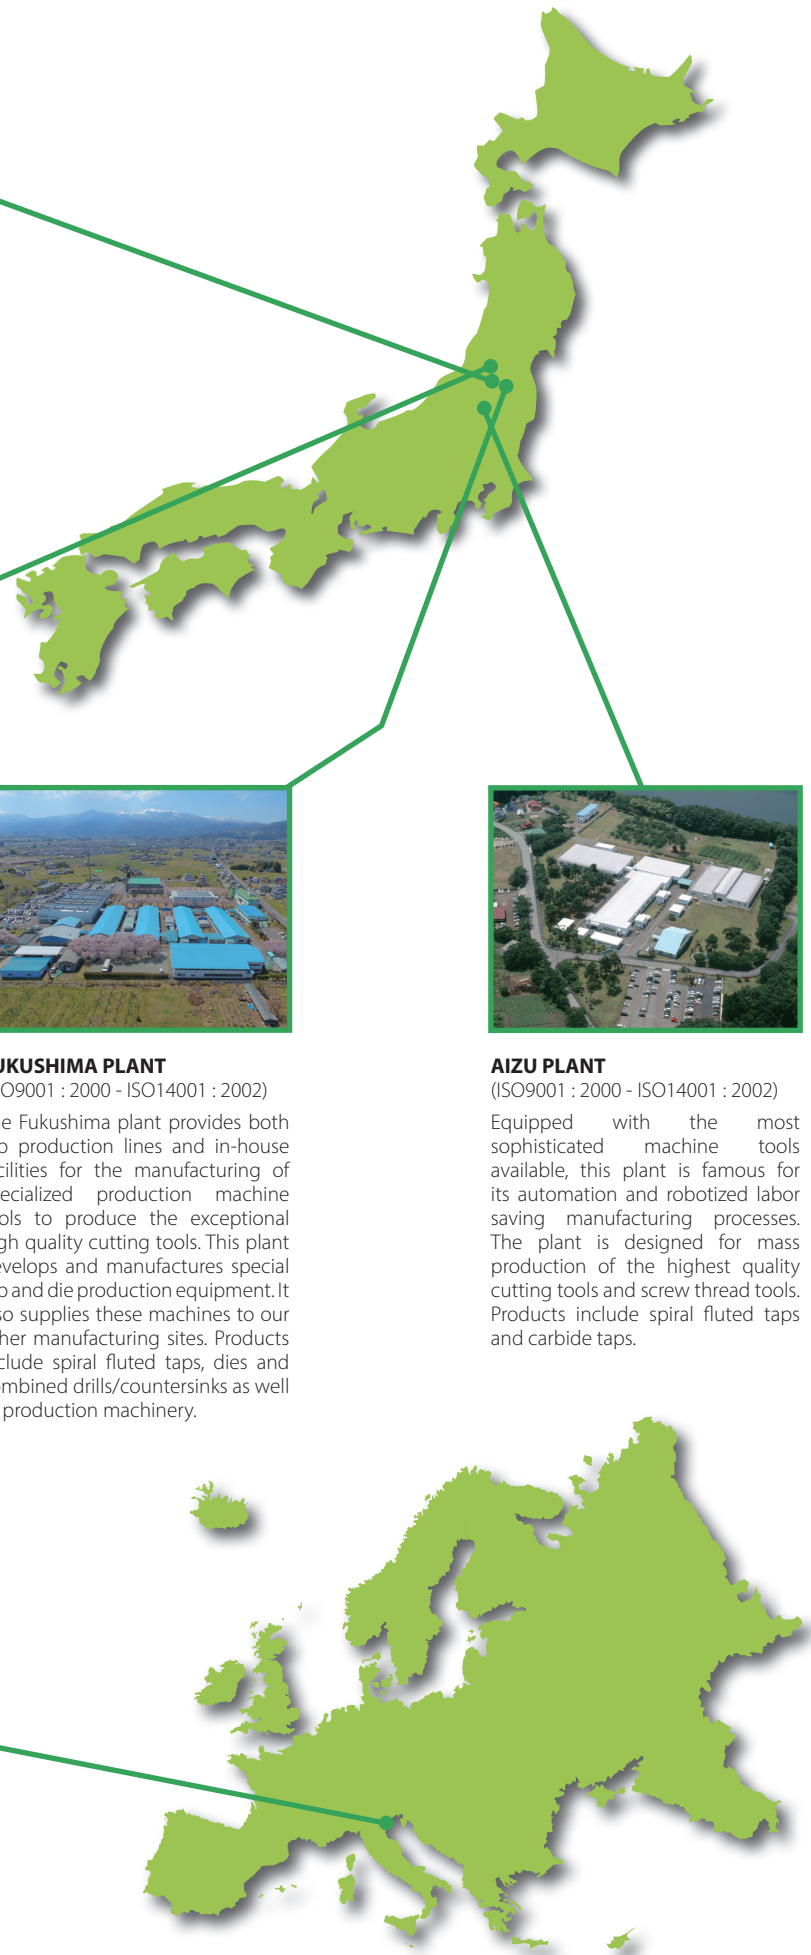 UKUSHIMA PLANT
O9001 : 2000 - ISO14001 : 2002)
e Fukushima plant provides both
o production lines and in-house
cilities for the manufacturing of
ecialized production machine
ols to produce the exceptional
gh quality cutting tools. This plant
evelops and manufactures special
o and die production equipment. It
so supplies these machines to our
her manufacturing sites. Products
clude spiral fluted taps, dies and
ombined drills/countersinks as well
production machinery.
AIZU PLANT
(ISO9001 : 2000 - ISO14001 : 2002)
Equipped with the most
sophisticated machine tools
available, this plant is famous for
its automation and robotized labor
saving manufacturing processes.
The plant is designed for mass
production of the highest quality
cutting tools and screw thread tools.
Products include spiral fluted taps
and carbide taps.